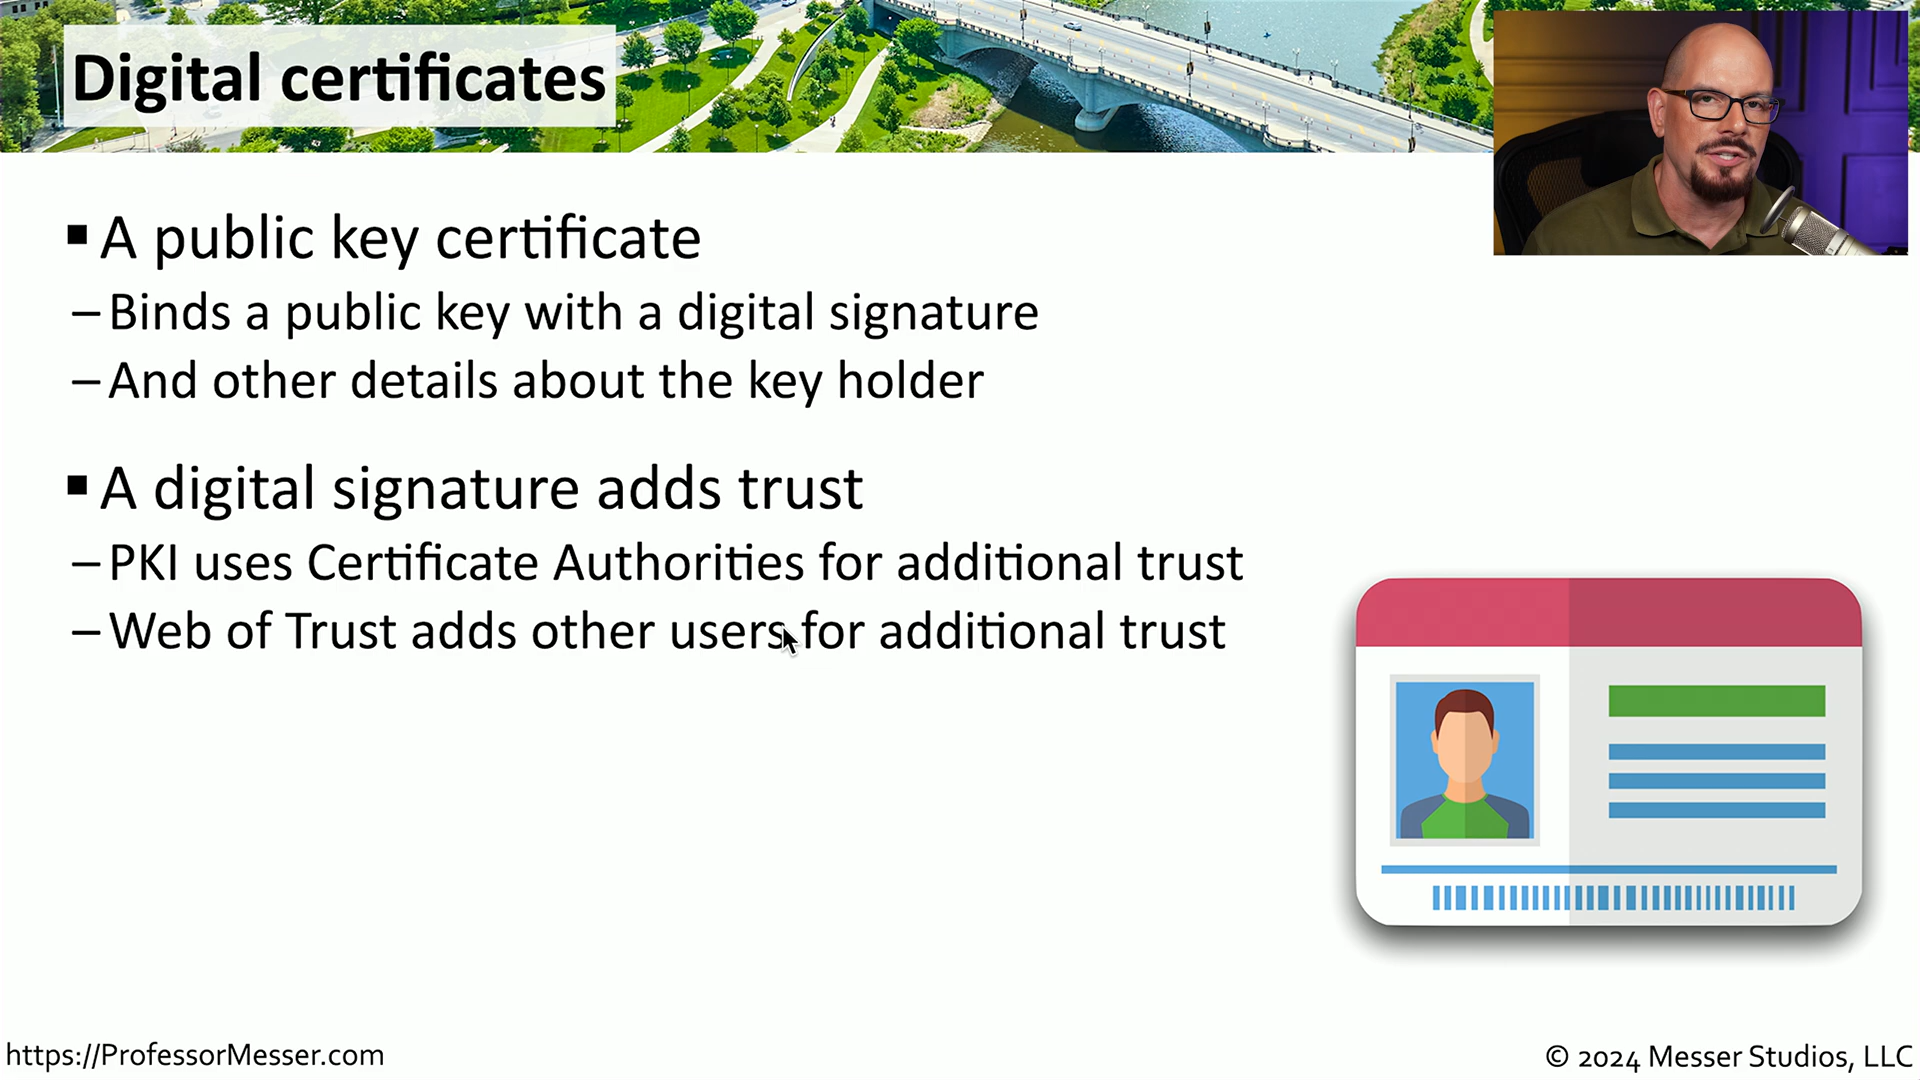 Digital certificates
▪ A public key certificate
– Binds a public key with a digital signature
– And other details about the key holder
▪ A digital signature adds trust
– PKI uses Certificate Authorities for additional trust
– Web of Trust adds other users for additional trust
https://ProfessorMesser.com
© 2024 Messer Studios, LLC